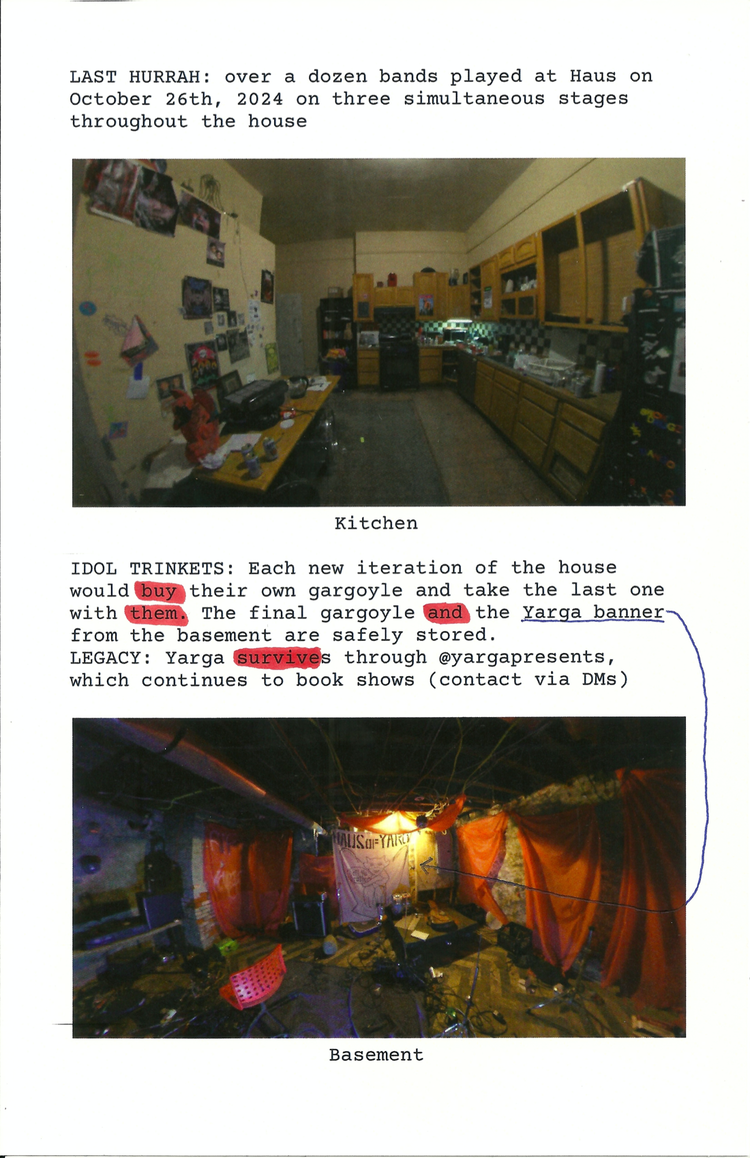 LAST HURRAH: over a dozen bands played at Haus on
October 26th, 2024 on three simultaneous stages
throughout the house
Kitchen
IDOL TRINKETS: Each new iteration of the house
would buy their own gargoyle and take the last one
with them. The final gargoyle and the Yarga banner
from the basement are safely stored.
LEGACY: Yarga survives through @yargapresents,
which continues to book shows (contact via DMs)
HAUS OF YARG
Basement